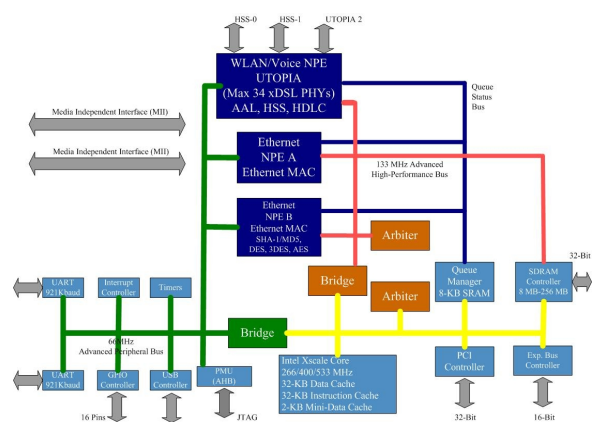 HSS-0
HSS-1
UTOPIA 2
WLAN/Voice NPE
UTOPIA
(Max 34 xDSL PHYs)
AAL, HSS, HDLC
Queue
Status
Bus
Media Independent Interface (MII)
Media Independent Interface (MII)
Ethernet
NPE A
Ethernet MAC
133 MHz Advanced
High-Performance Bus
Ethernet
NPE B
Ethernet MAC
SHA-1/MD5,
DES, 3DES, AES
Arbiter
32-Bit
UART
921Kbaud
Interrupt
Controller
Timers
Bridge
Arbiter
Queue
Manager
8-KB SRAM
SDRAM
Controller
8 MB-256 MB
66MHz
Advanced Peripheral Bus
Bridge
UART
921Kbaud
GPIO
Controller
USB
Controller
PMU
(AHB)
Intel Xscale Core
266/400/533 MHz
32-KB Data Cache
32-KB Instruction Cache
2-KB Mini-Data Cache
PCI
Controller
Exp. Bus
Controller
16 Pins
JTAG
32-Bit
16-Bit